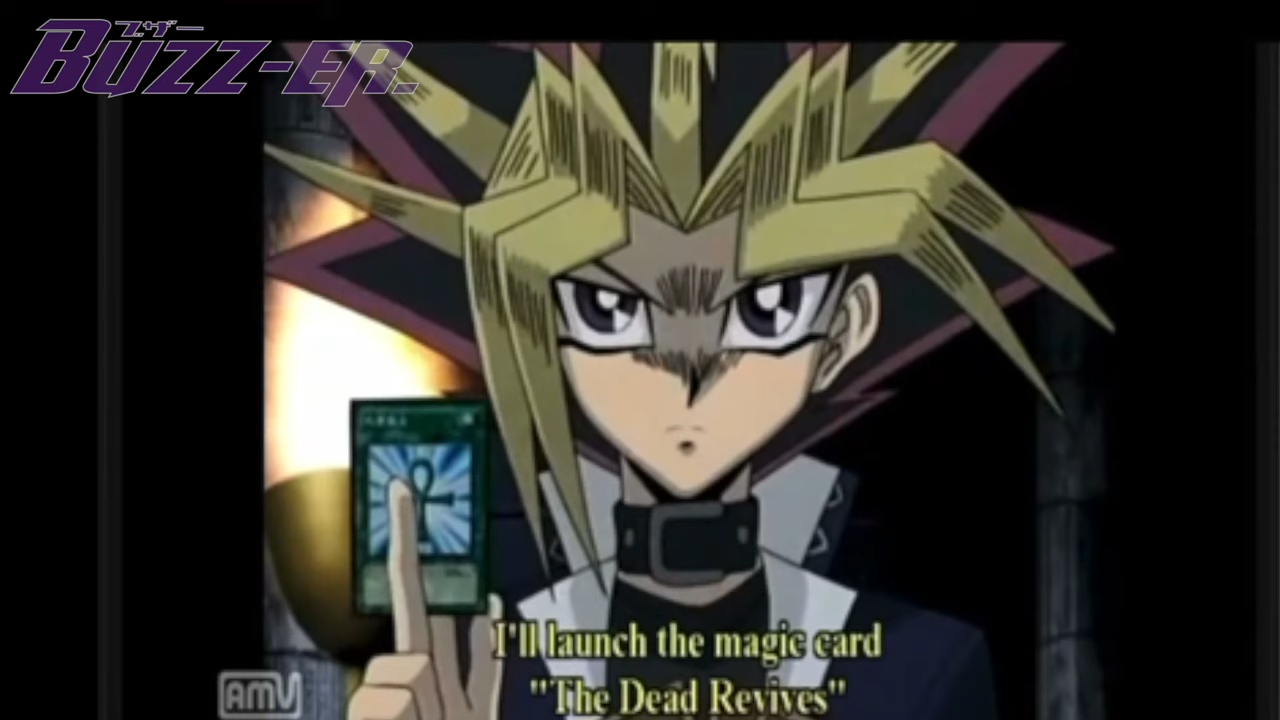 ブザー
BUZZ-ER.
I'll launch the magic card
"The Dead Revives"
AMV